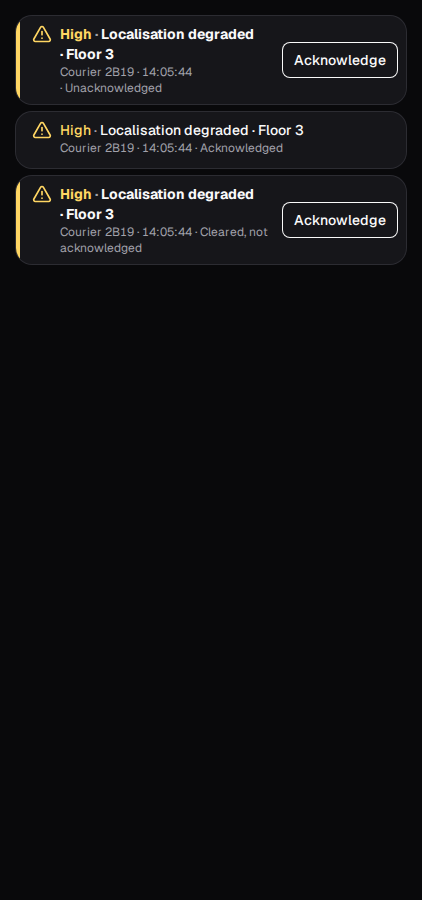 High · Localisation degraded
· Floor 3
Courier 2B19 · 14:05:44
· Unacknowledged
Acknowledge
High · Localisation degraded · Floor 3
Courier 2B19 · 14:05:44 · Acknowledged
High · Localisation degraded
· Floor 3
Courier 2B19 · 14:05:44 · Cleared, not
acknowledged
Acknowledge